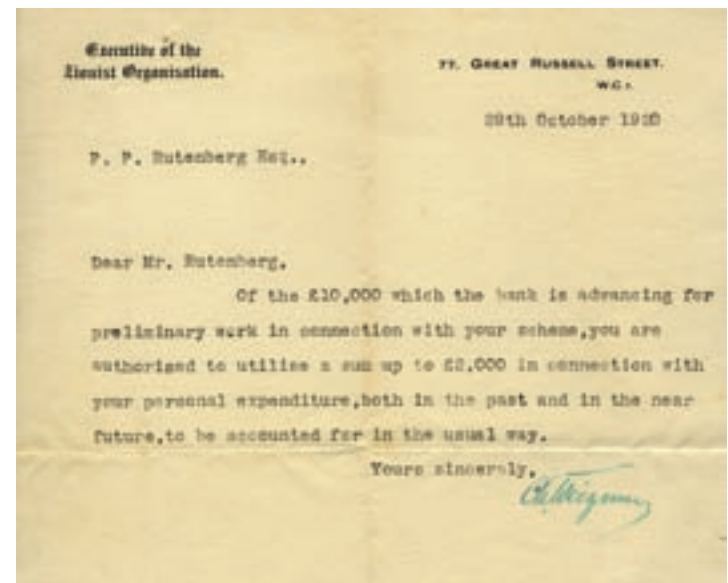 Executive of the
Zionist Organisation.
77. GREAT RUSSELL STREET.
W.C.1.
29th October 1920
P. P. Rutenberg Esq..
Dear Mr. Rutenberg.
Of the £10,000 which the bank is advancing for
preliminary work in connection with your scheme,you are
authorised to utilise a sum up to £2,000 in connection with
your personal expenditure,both in the past and in the near
future,to be accounted for in the usual way.
Yours sincerely.
Ch. Weizmann